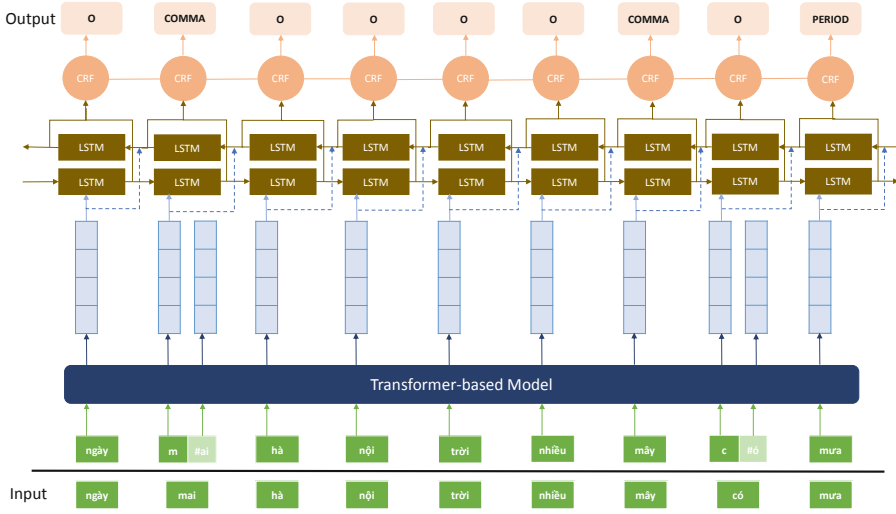 Output O COMMA O O O O COMMA O PERIOD
CRF CRF CRF CRF CRF CRF CRF CRF CRF
LSTM LSTM LSTM LSTM LSTM LSTM LSTM LSTM LSTM
LSTM LSTM LSTM LSTM LSTM LSTM LSTM LSTM LSTM
Transformer-based Model
ngày m #ai hà nội trời nhiều mây c #ó mưa
Input ngày mai hà nội trời nhiều mây có mưa